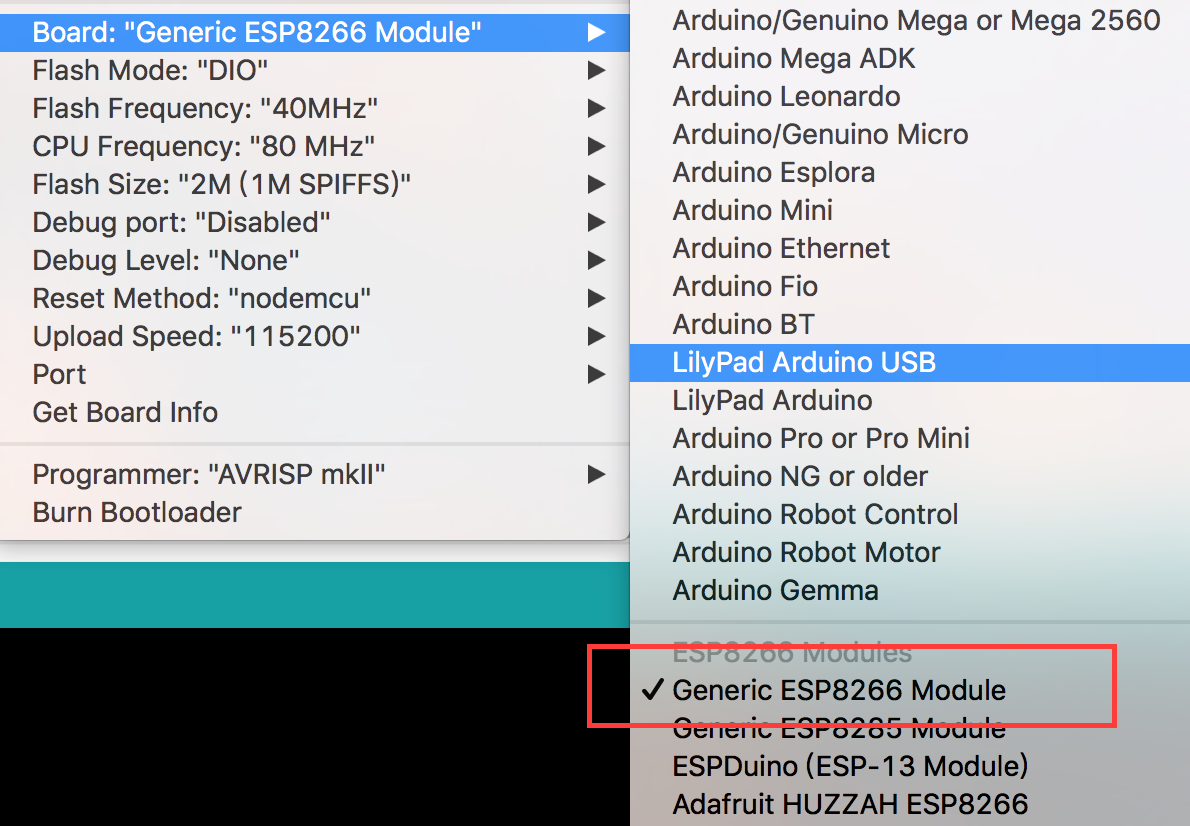 Board: "Generic ESP8266 Module"
Flash Mode: "DIO"
Flash Frequency: "40MHz"
CPU Frequency: "80 MHz"
Flash Size: "2M (1M SPIFFS)"
Debug port: "Disabled"
Debug Level: "None"
Reset Method: "nodemcu"
Upload Speed: "115200"
Port
Get Board Info
Programmer: "AVRISP mkII"
Burn Bootloader
Arduino/Genuino Mega or Mega 2560
Arduino Mega ADK
Arduino Leonardo
Arduino/Genuino Micro
Arduino Esplora
Arduino Mini
Arduino Ethernet
Arduino Fio
Arduino BT
LilyPad Arduino USB
LilyPad Arduino
Arduino Pro or Pro Mini
Arduino NG or older
Arduino Robot Control
Arduino Robot Motor
Arduino Gemma
ESP8266 Modules
Generic ESP8266 Module
Generic ESP8285 Module
ESPDuino (ESP-13 Module)
Adafruit HUZZAH ESP8266